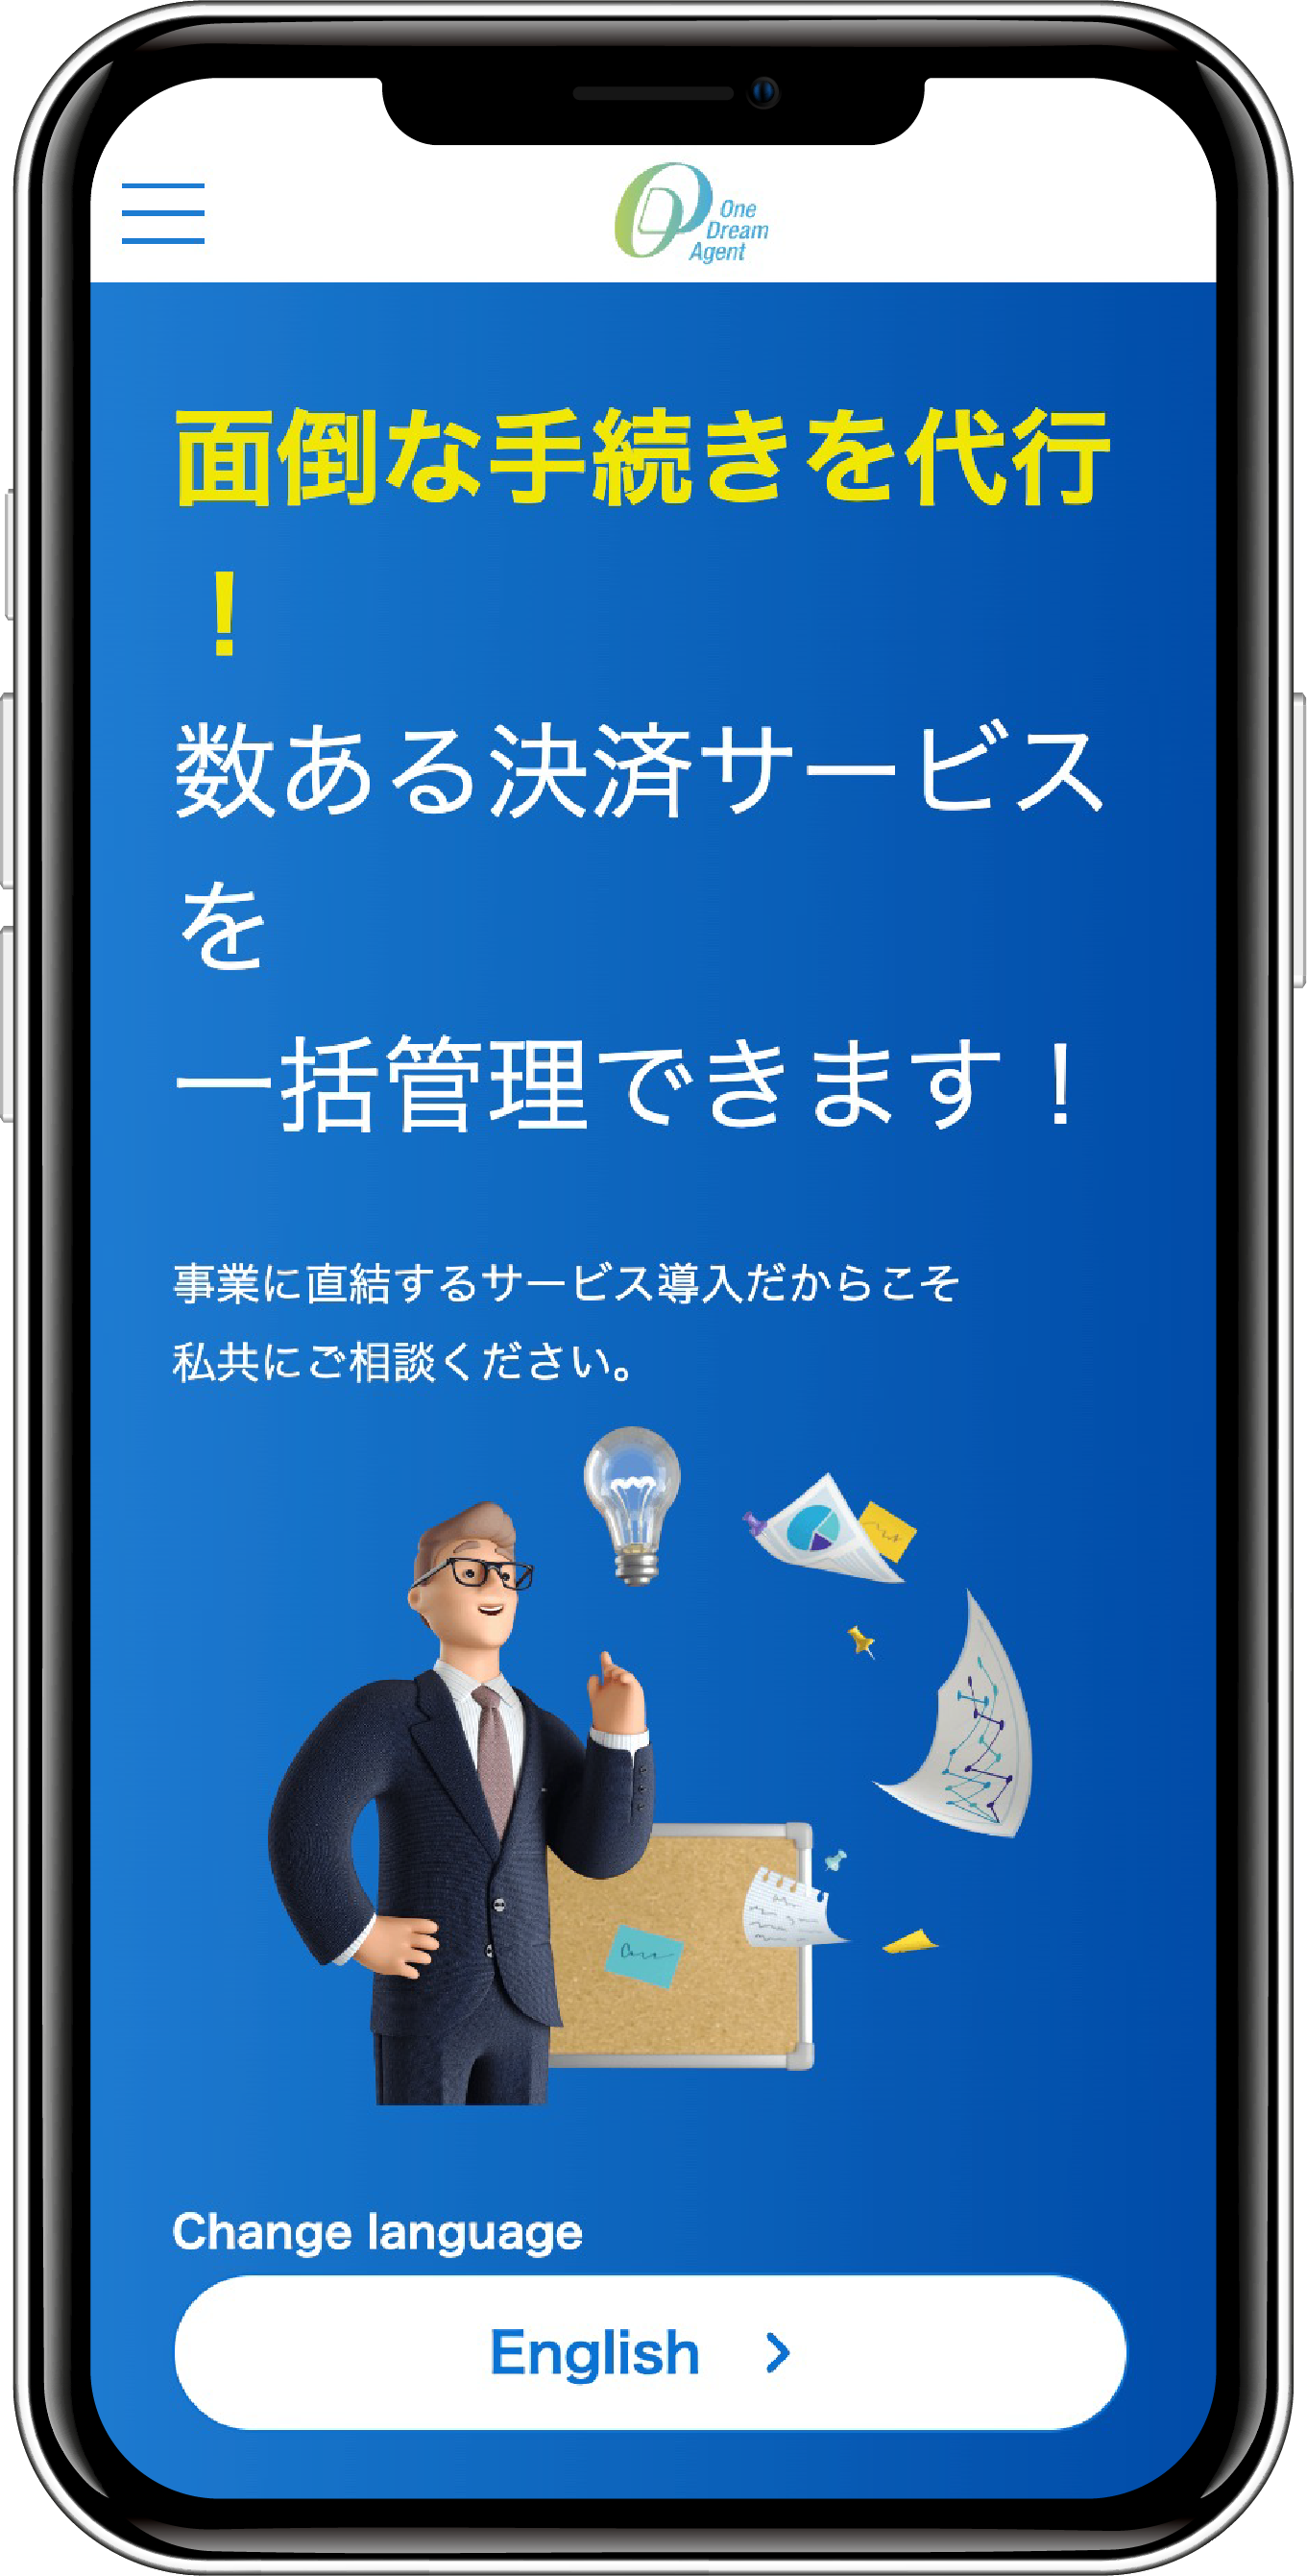 One
Dream
Agent
面倒な手続きを代行
！
数ある決済サービス
を
一括管理できます！
事業に直結するサービス導入だからこそ
私共にご相談ください。
Change language
English